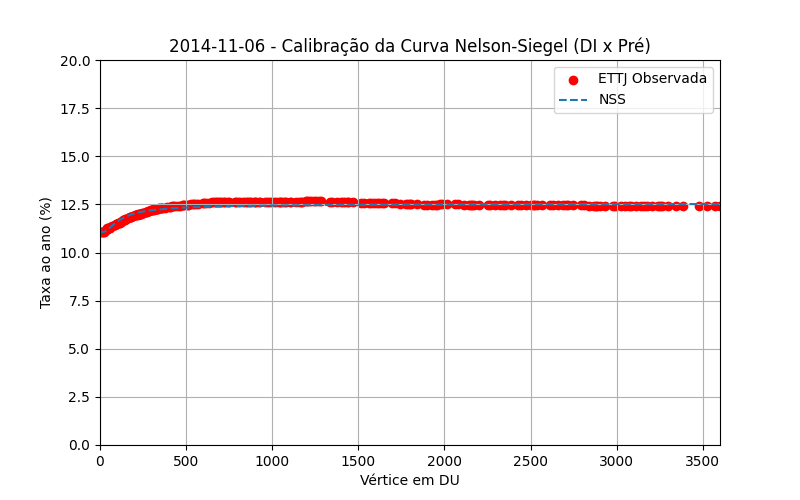 2014-11-06 - Calibração da Curva Nelson-Siegel (DI x Pré)
ETTJ Observada
NSS
20.0
17.5
15.0
12.5
10.0
7.5
5.0
2.5
0.0
Taxa ao ano (%)
0 500 1000 1500 2000 2500 3000 3500
Vértice em DU